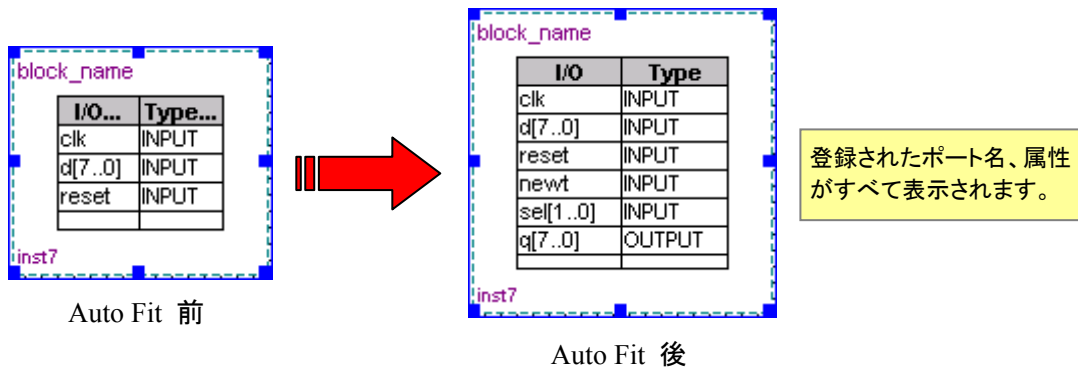 block_name
I/O... Type...
clk INPUT
d[7..0] INPUT
reset INPUT
inst7
Auto Fit 前
block_name
I/O Type
clk INPUT
d[7..0] INPUT
reset INPUT
newt INPUT
sel[1..0] INPUT
q[7..0] OUTPUT
inst7
Auto Fit 後
登録されたポート名、属性
がすべて表示されます。